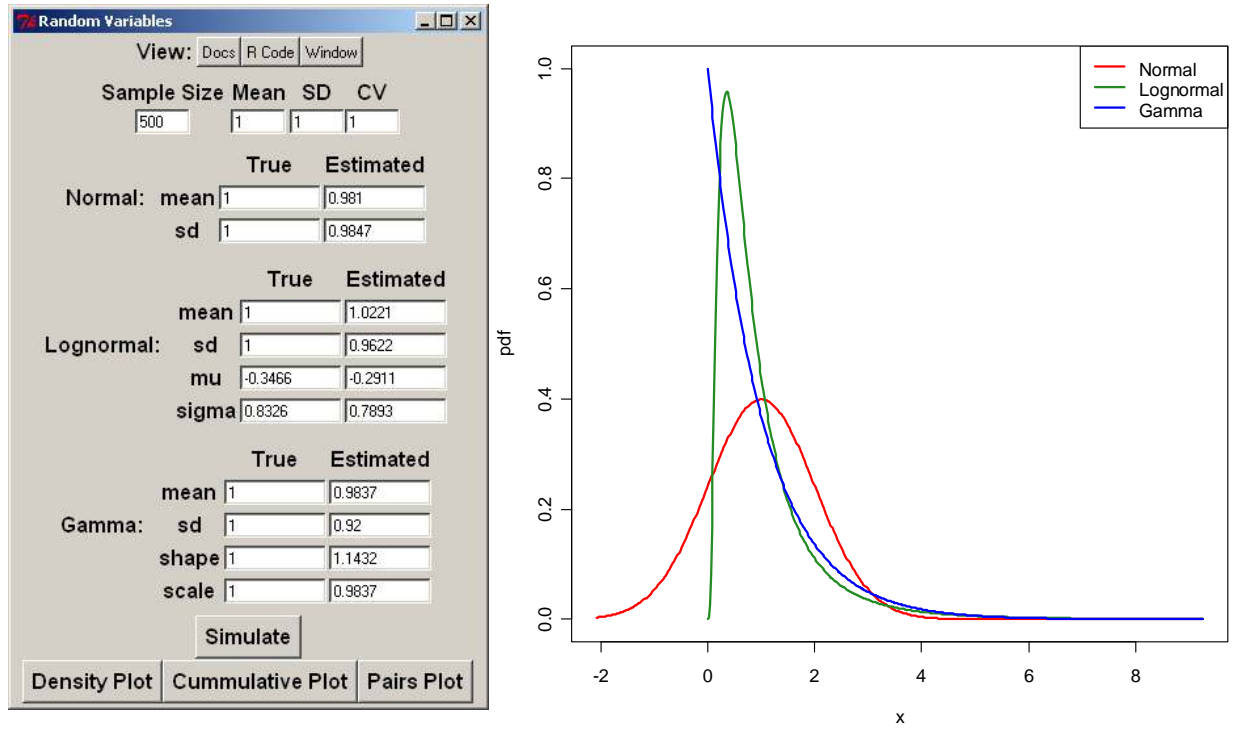 Random Variables
View: Docs R Code Window
Sample Size Mean SD CV
500 1 1 1
True Estimated
Normal: mean 1 0.981
sd 1 0.9847
True Estimated
mean 1 1.0221
Lognormal: sd 1 0.9622
mu -0.3466 -0.2911
sigma 0.8326 0.7893
True Estimated
mean 1 0.9837
Gamma: sd 1 0.92
shape 1 1.1432
scale 1 0.9837
Simulate
Density Plot Cummulative Plot Pairs Plot
Normal
Lognormal
Gamma
pdf
1.0
0.8
0.6
0.4
0.2
0.0
-2 0 2 4 6 8
x